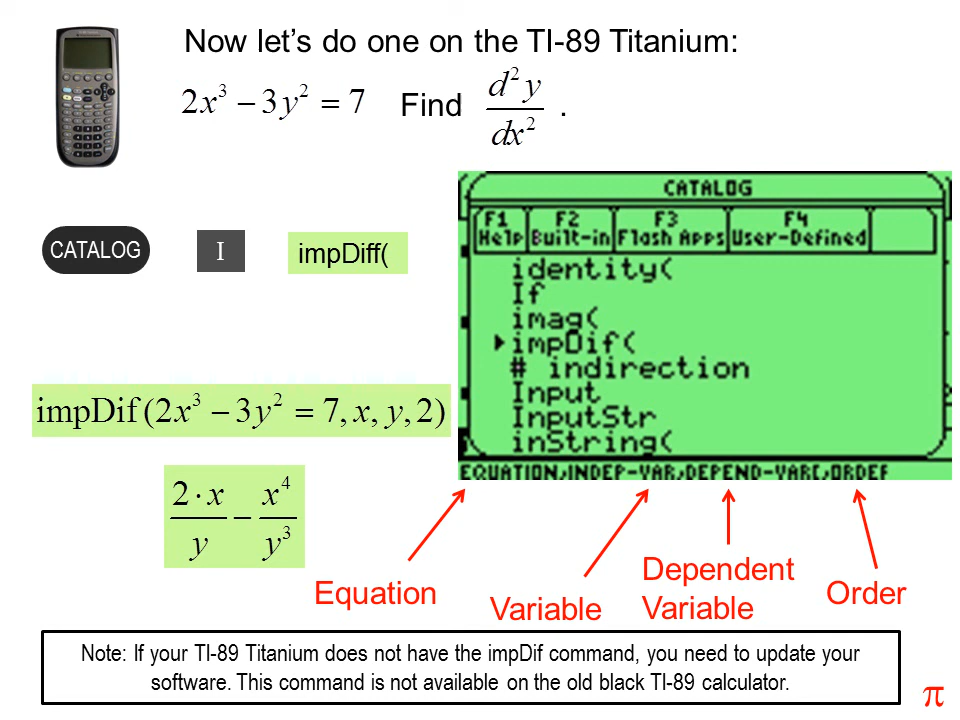 Now let’s do one on the TI-89 Titanium:
2x³ − 3y² = 7 Find d²y/dx² .
CATALOG I impDiff(
CATALOG
F1 F2 F3 F4
Help Built-in Flash Apps User-Defined
identity(
If
imag(
impDif(
# indirection
Input
InputStr
inString(
EQUATION,INDEP-VAR,DEPEND-VAR[,ORDER
impDif (2x³ − 3y² = 7, x, y, 2)
2·x/y − x⁴/y³
Equation
Variable
Dependent
Variable
Order
Note: If your TI-89 Titanium does not have the impDif command, you need to update your
software. This command is not available on the old black TI-89 calculator.
π